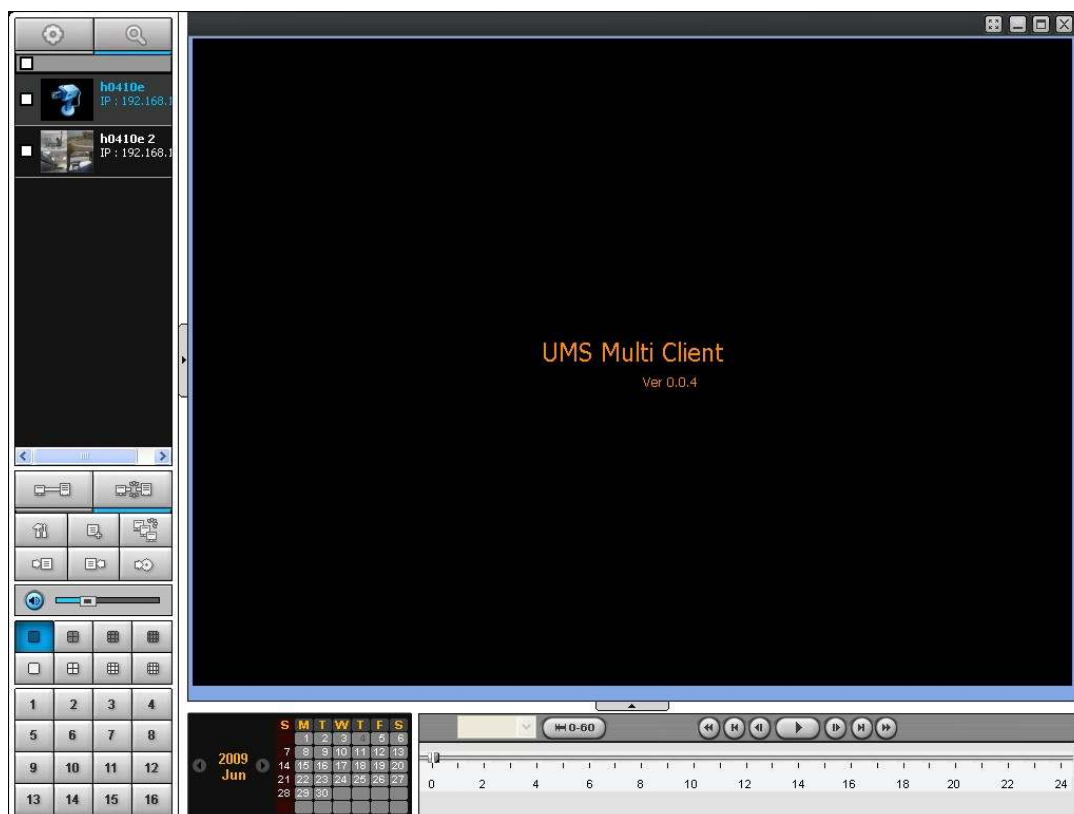 h0410e
IP : 192.168.1
h0410e 2
IP : 192.168.1
UMS Multi Client
Ver 0.0.4
1 2 3 4
5 6 7 8
9 10 11 12
13 14 15 16
2009
Jun
S M T W T F S
1 2 3 4 5 6
7 8 9 10 11 12 13
14 15 16 17 18 19 20
21 22 23 24 25 26 27
28 29 30
0-60
0 2 4 6 8 10 12 14 16 18 20 22 24